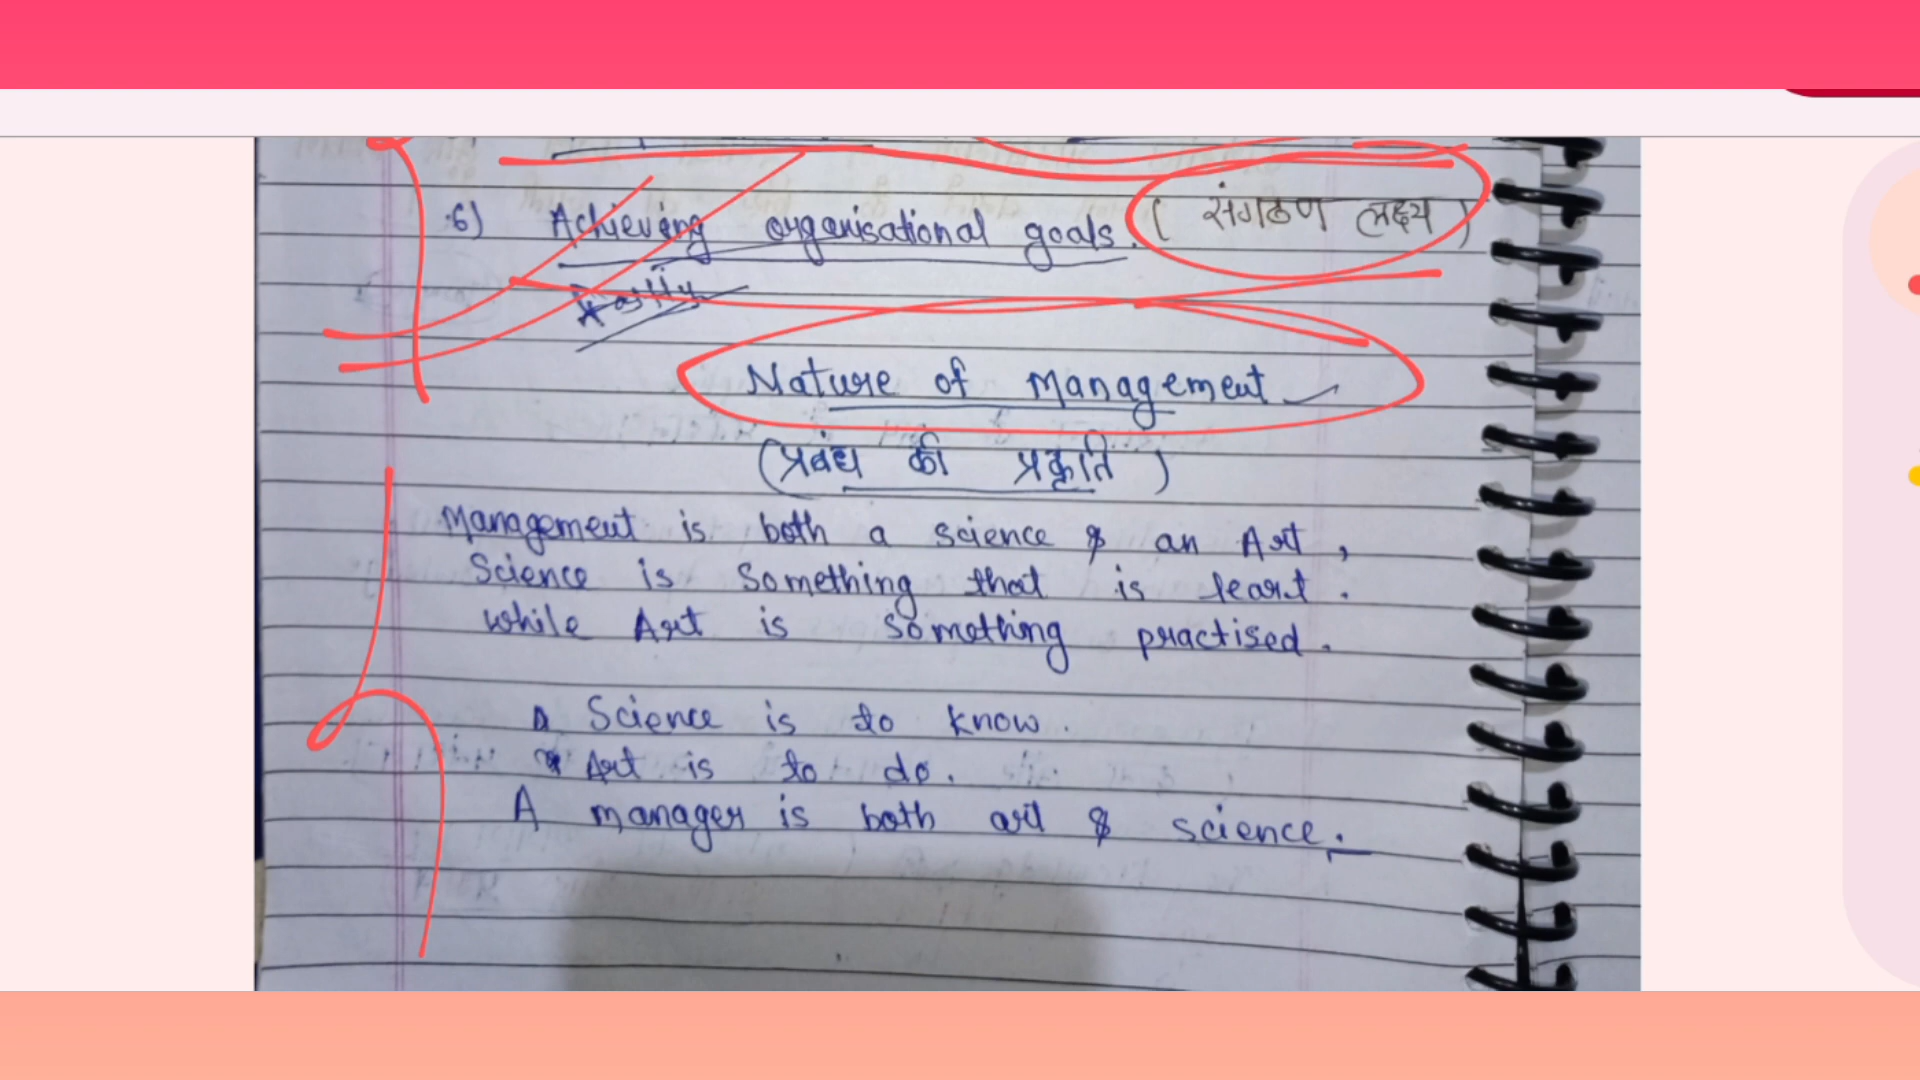 6) Achieving organisational goals. ( संगठण लक्ष्य )
Nature of Management
(प्रबंध की प्रकृति )
Management is both a science & an Art,
Science is Something that is leart.
while Art is something practised.
Science is to know.
Art is to do.
A manager is both art & science.